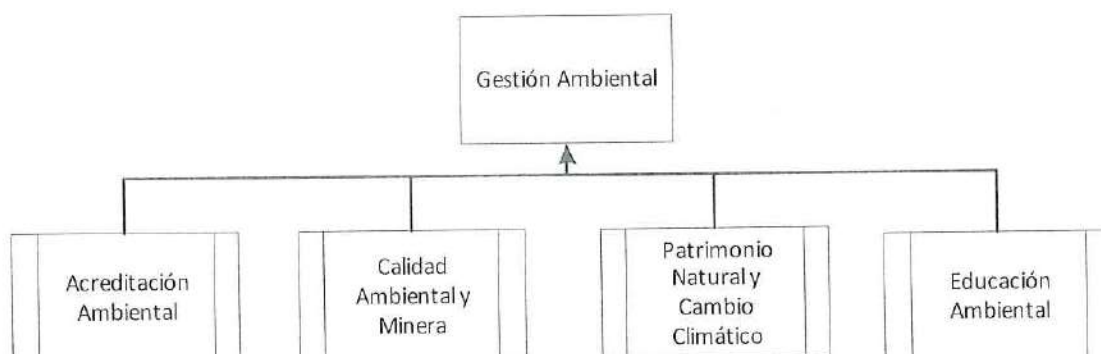 Gestión Ambiental
Acreditación
Ambiental
Calidad
Ambiental y
Minera
Patrimonio
Natural y
Cambio
Climático
Educación
Ambiental